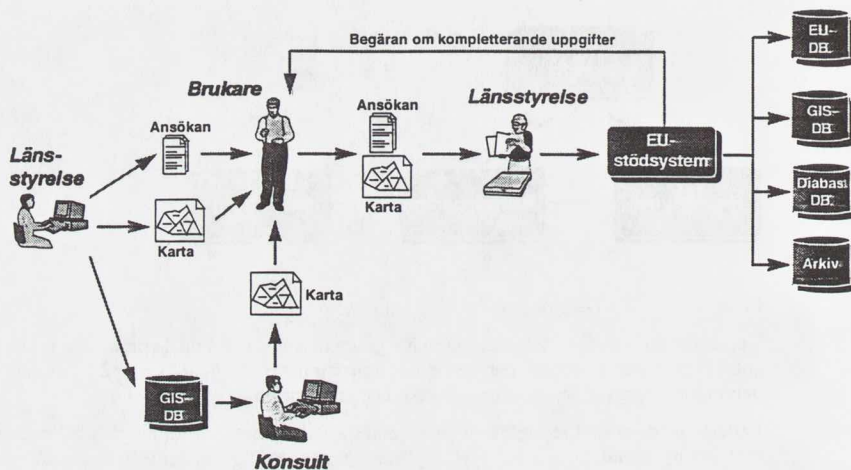 Begäran om kompletterande uppgifter
Brukare
Ansökan
Läns-
styrelse
Karta
Ansökan
Karta
Länsstyrelse
EU-
stödsystem
EU-
DB
GIS-
DB
Diabas
DB
Arkiv
Karta
GIS-
DB
Konsult